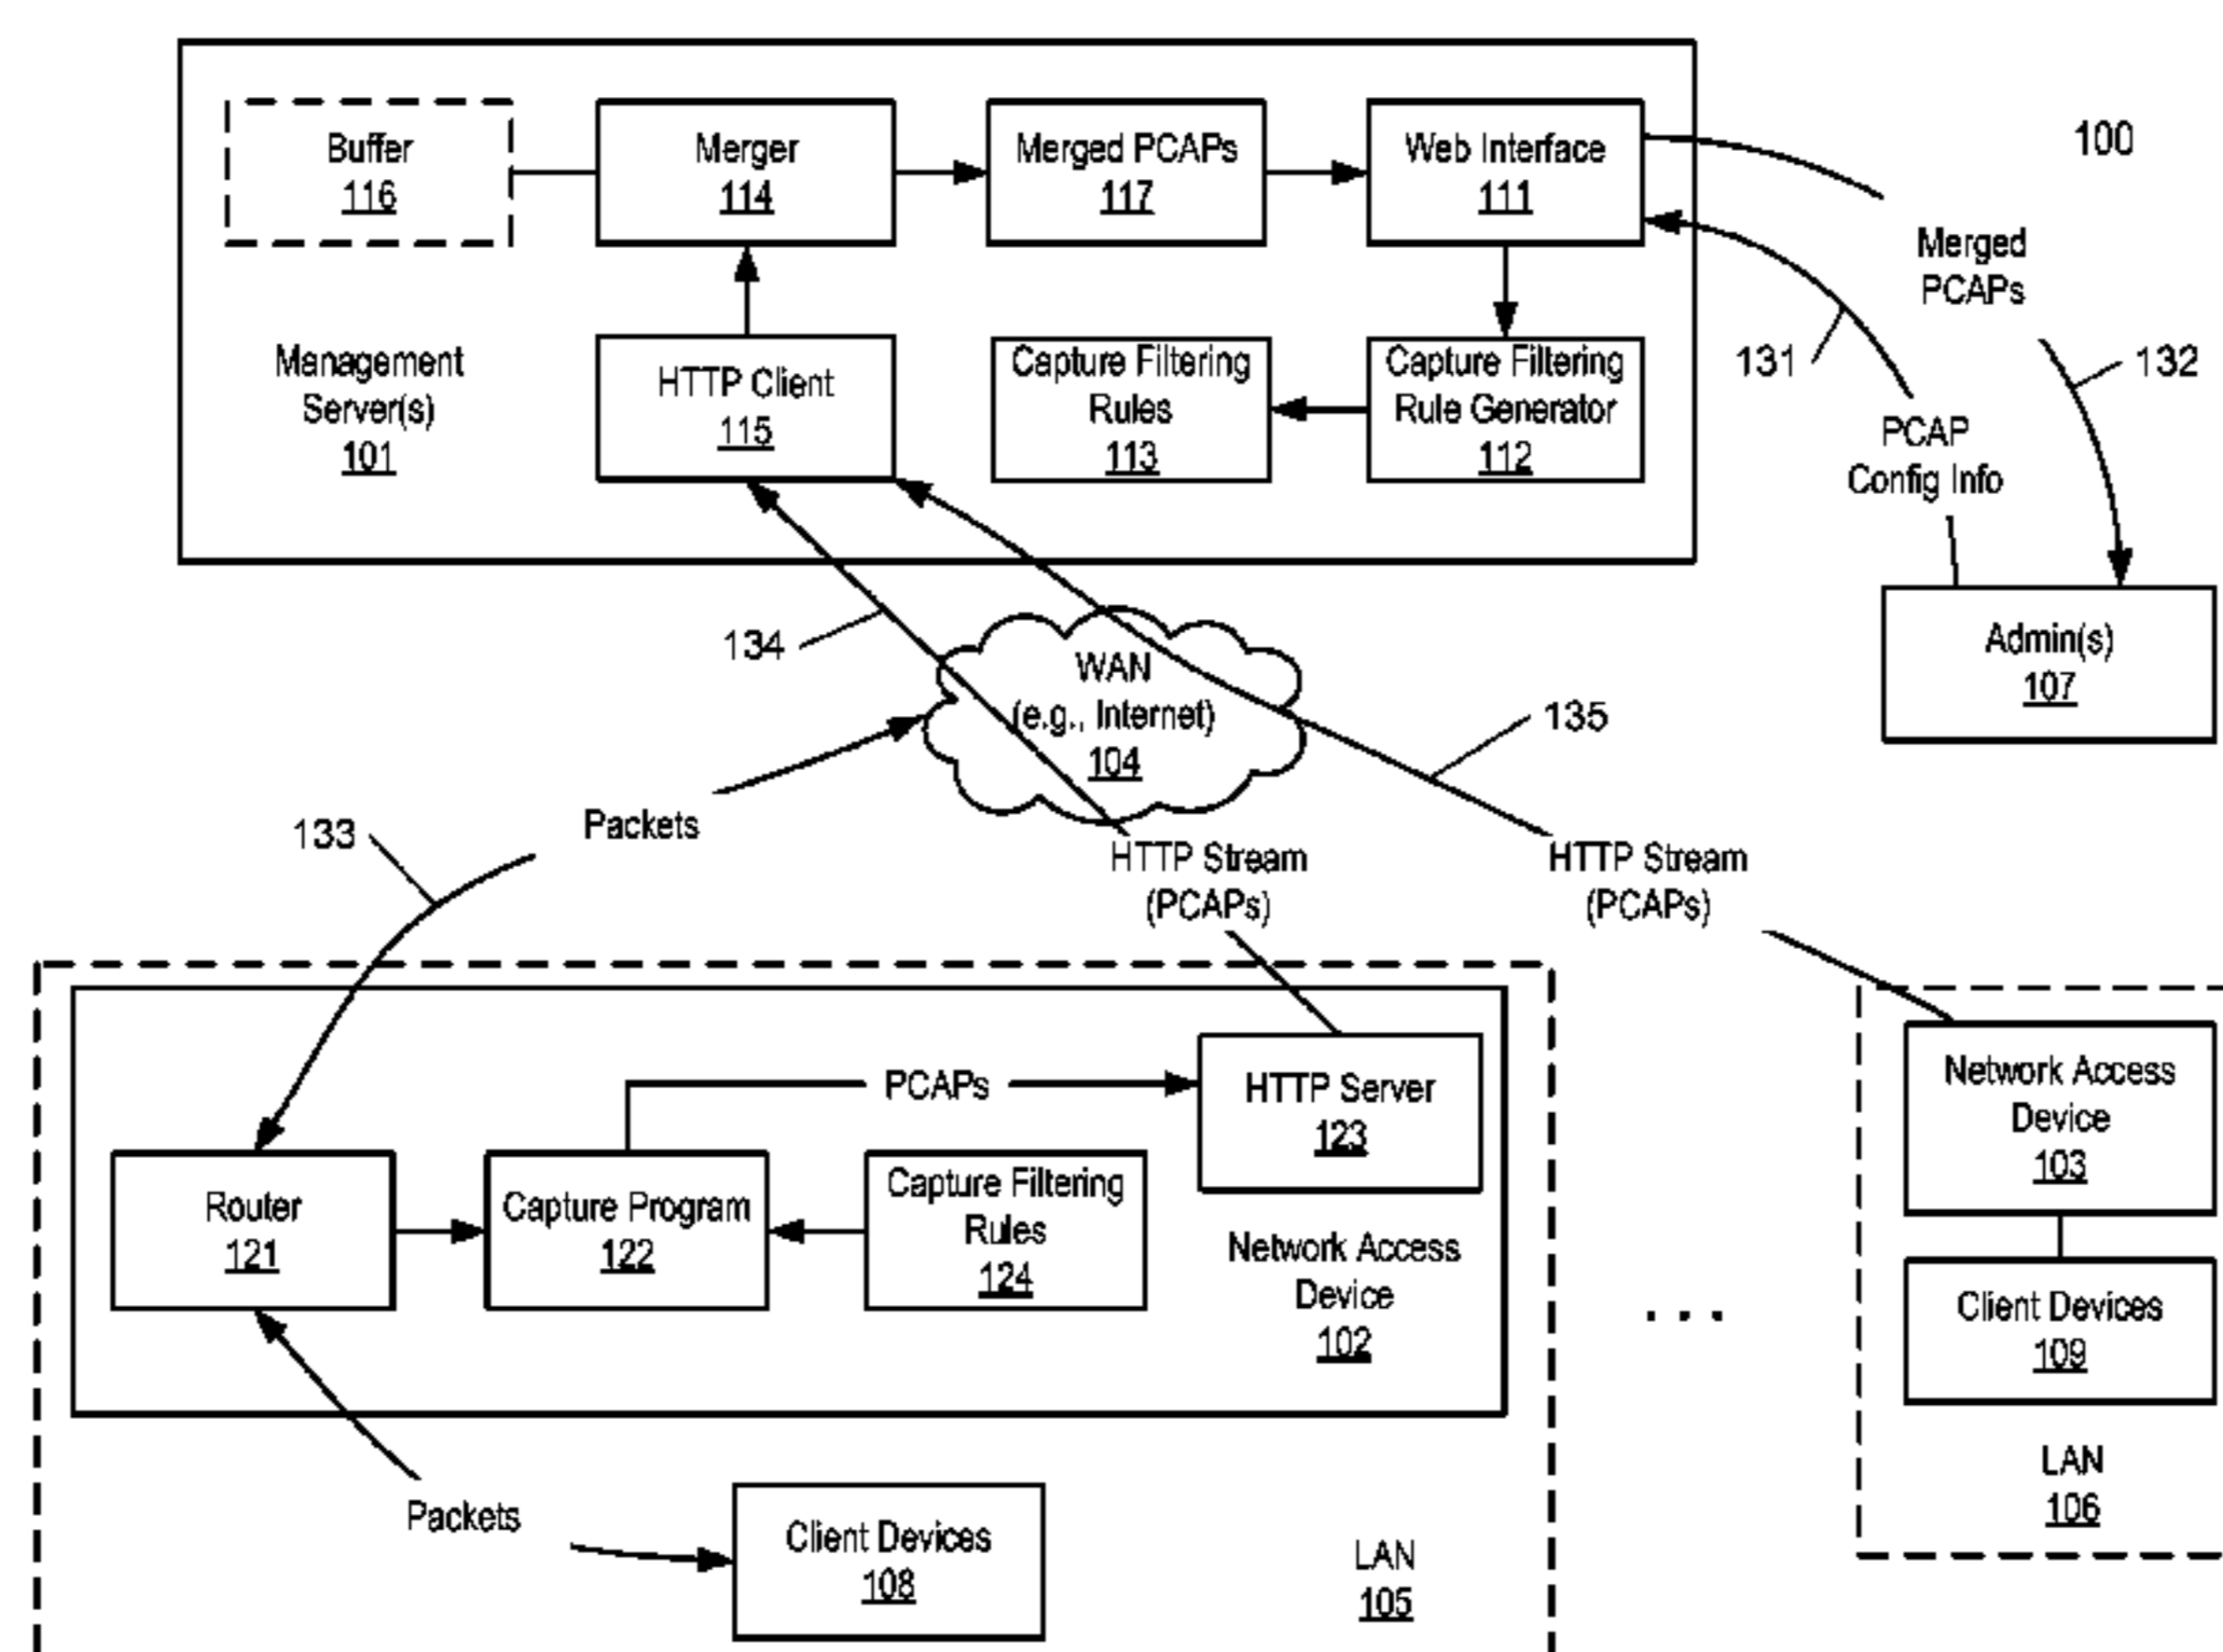 Buffer
116
Merger
114
Merged PCAPs
117
Web Interface
111
100
Merged
PCAPs
Management
Server(s)
101
HTTP Client
115
Capture Filtering
Rules
113
Capture Filtering
Rule Generator
112
131
132
PCAP
Config Info
134
WAN
(e.g., Internet)
104
135
Admin(s)
107
133
Packets
HTTP Stream
(PCAPs)
HTTP Stream
(PCAPs)
PCAPs
HTTP Server
123
Router
121
Capture Program
122
Capture Filtering
Rules
124
Network Access
Device
102
. . .
Network Access
Device
103
Client Devices
109
LAN
106
Packets
Client Devices
108
LAN
105